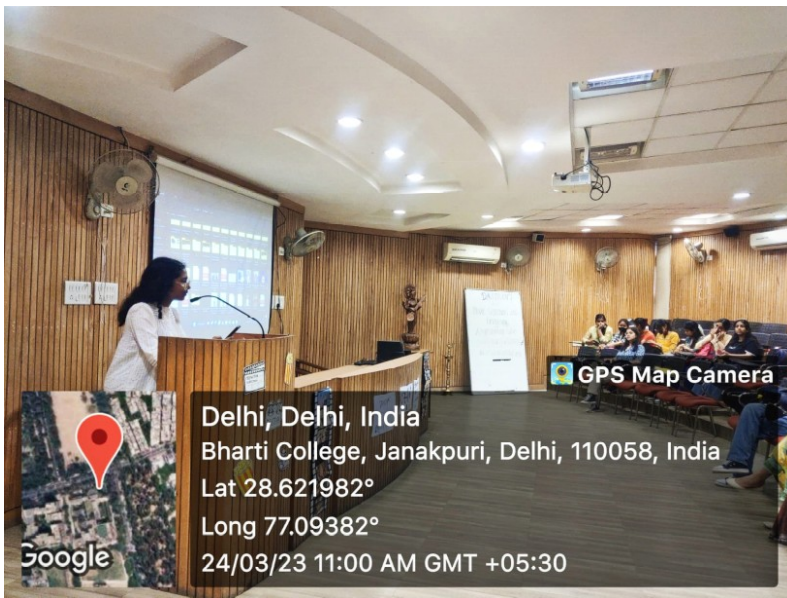 GPS Map Camera
Delhi, Delhi, India
Bharti College, Janakpuri, Delhi, 110058, India
Lat 28.621982°
Long 77.09382°
24/03/23 11:00 AM GMT +05:30
Google